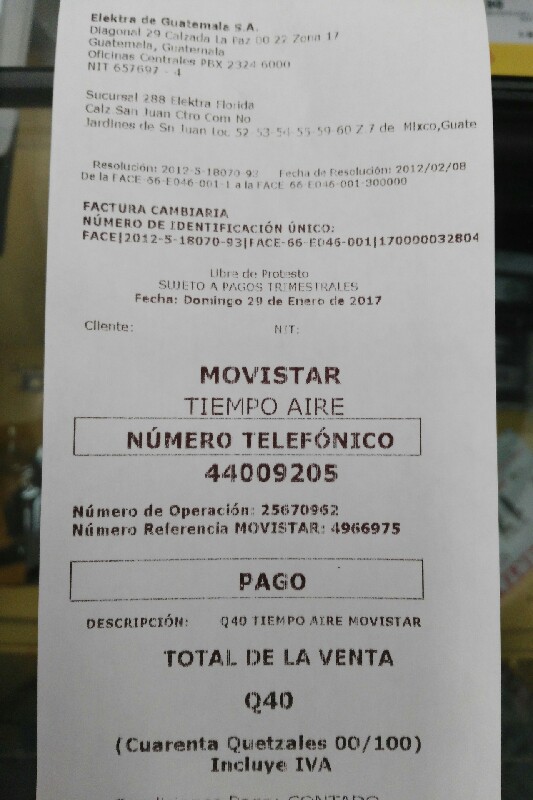 Elektra de Guatemala S.A.
Diagonal 29 Calzada La Paz 00 22 Zona 17
Guatemala, Guatemala
Oficinas Centrales PBX 2324 6000
NIT 657697 - 4
Sucursal 288 Elektra Florida
Calz San Juan Ctro Com No
Jardines de Sn Juan Loc 52-53-54-55-59-60 Z.7 de Mixco,Guate
Resolución: 2012-5-18070-93 Fecha de Resolución: 2012/02/08
De la FACE-66-E046-001-1 a la FACE-66-E046-001-300000
FACTURA CAMBIARIA
NÚMERO DE IDENTIFICACIÓN ÚNICO:
FACE|2012-5-18070-93|FACE-66-E046-001|170000032804
Libre de Protesto
SUJETO A PAGOS TRIMESTRALES
Fecha: Domingo 29 de Enero de 2017
Cliente: NIT:
MOVISTAR
TIEMPO AIRE
NÚMERO TELEFÓNICO
44009205
Número de Operación: 25670962
Número Referencia MOVISTAR: 4966975
PAGO
DESCRIPCIÓN: Q40 TIEMPO AIRE MOVISTAR
TOTAL DE LA VENTA
Q40
(Cuarenta Quetzales 00/100)
Incluye IVA
CONTADO